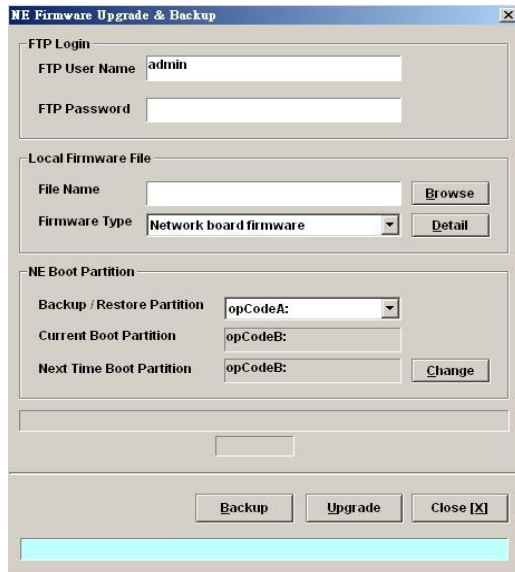 NE Firmware Upgrade & Backup
FTP Login
FTP User Name admin
FTP Password
Local Firmware File
File Name Browse
Firmware Type Network board firmware Detail
NE Boot Partition
Backup / Restore Partition opCodeA:
Current Boot Partition opCodeB:
Next Time Boot Partition opCodeB: Change
Backup Upgrade Close [X]